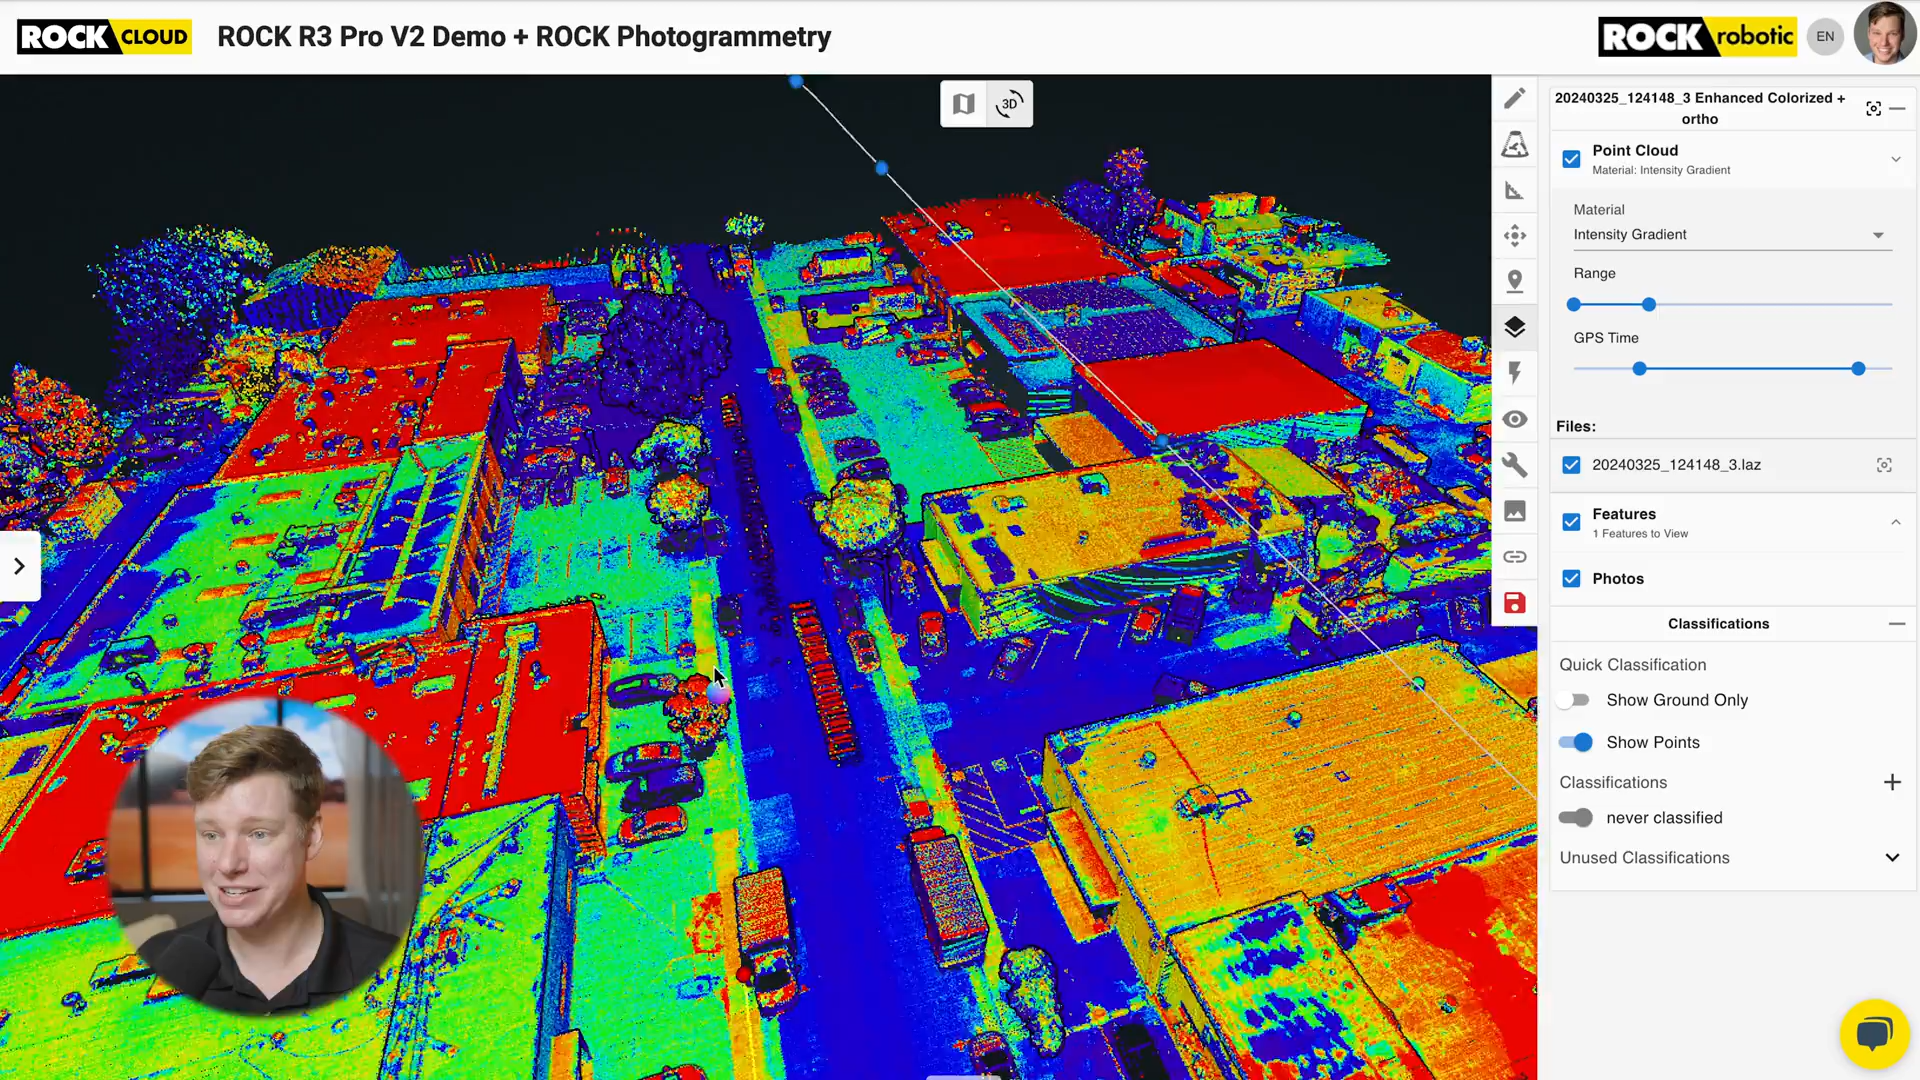 ROCK CLOUD
ROCK R3 Pro V2 Demo + ROCK Photogrammetry
ROCK robotic
EN
3D
20240325_124148_3 Enhanced Colorized +
ortho
Point Cloud
Material: Intensity Gradient
Material
Intensity Gradient
Range
GPS Time
Files:
20240325_124148_3.laz
Features
1 Features to View
Photos
Classifications
Quick Classification
Show Ground Only
Show Points
Classifications
never classified
Unused Classifications